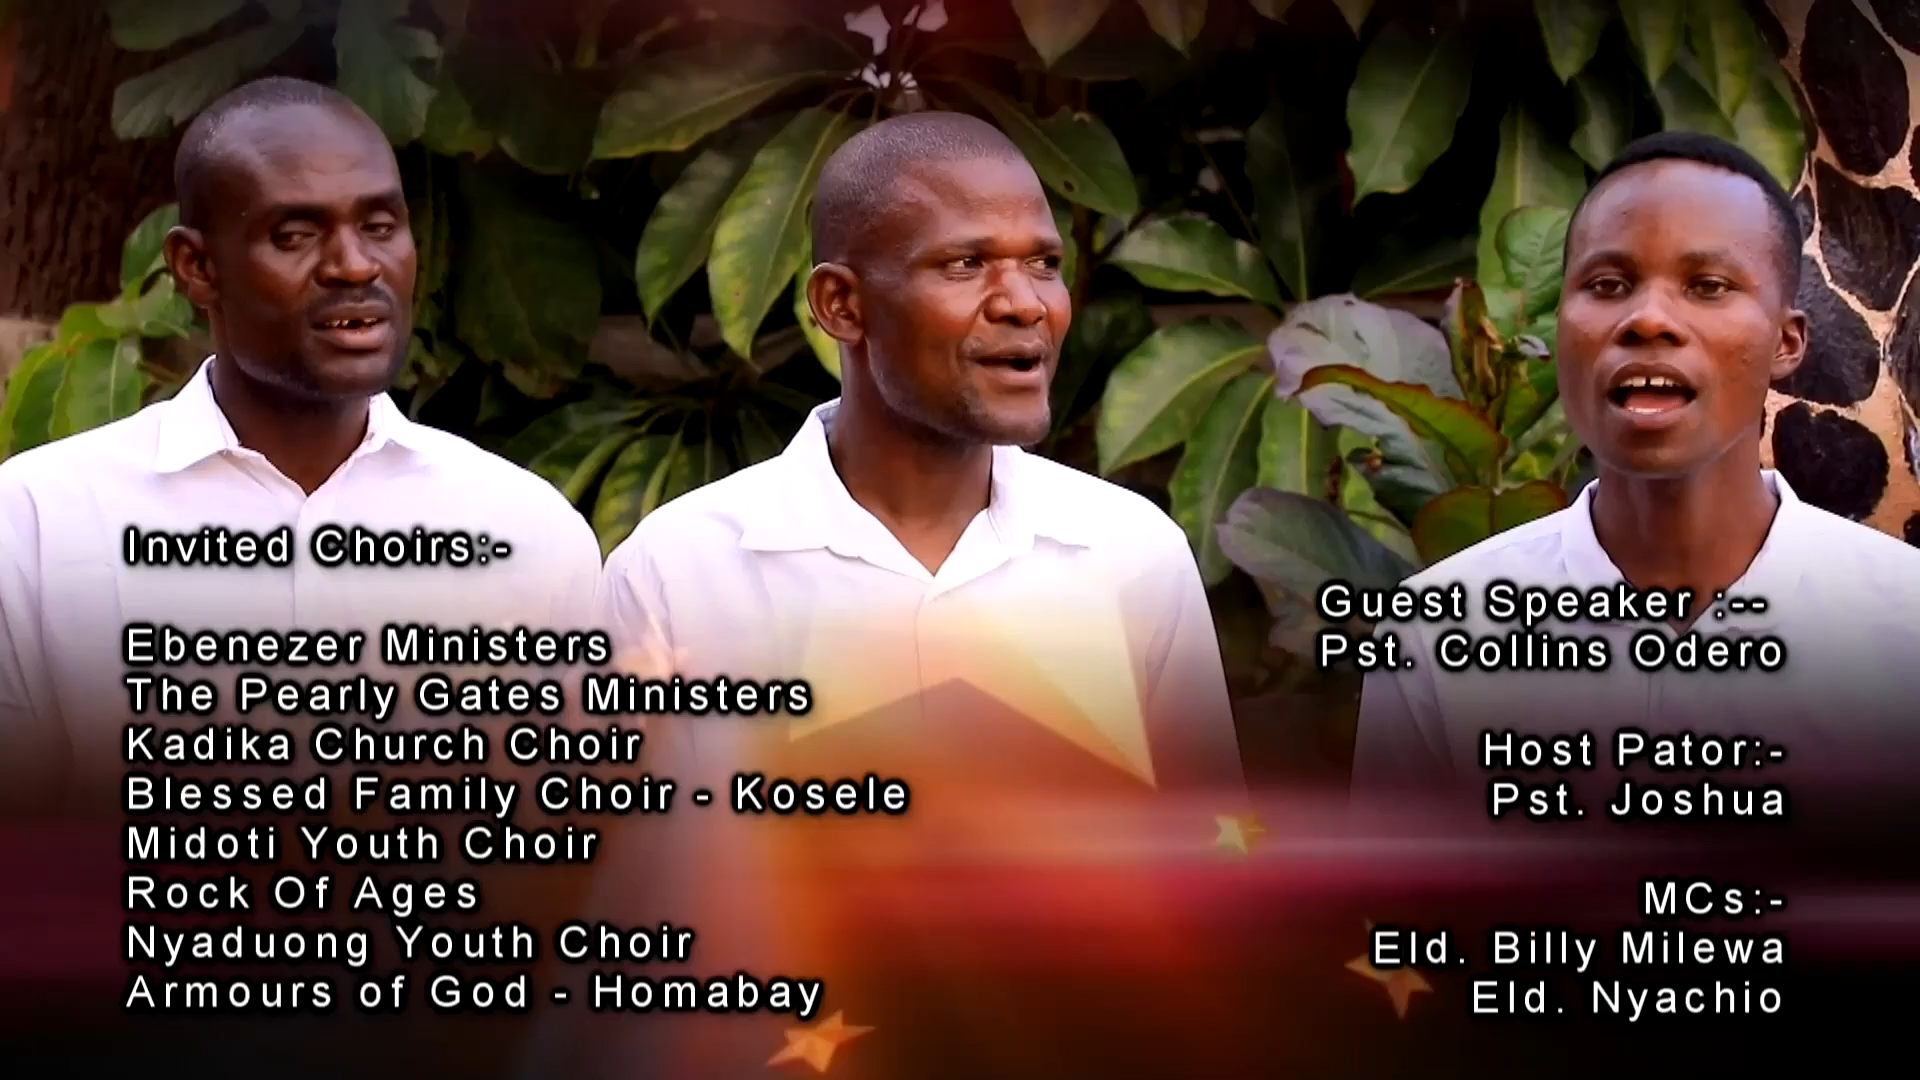 Invited Choirs:-
Ebenezer Ministers
The Pearly Gates Ministers
Kadika Church Choir
Blessed Family Choir - Kosele
Midoti Youth Choir
Rock Of Ages
Nyaduong Youth Choir
Armours of God - Homabay
Guest Speaker :--
Pst. Collins Odero
Host Pator:-
Pst. Joshua
MCs:-
Eld. Billy Milewa
Eld. Nyachio